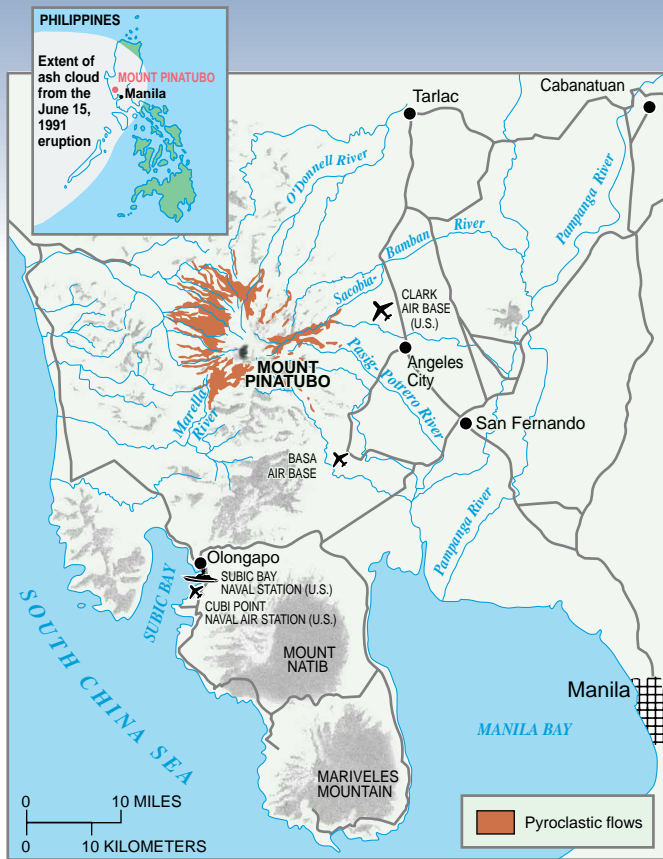 PHILIPPINES
Extent of
ash cloud
from the
June 15,
1991
eruption
MOUNT PINATUBO
Manila
Tarlac
Cabanatuan
O'Donnell River
Pampanga River
Sacobia-Bamban River
CLARK
AIR BASE
(U.S.)
MOUNT
PINATUBO
Angeles
City
Pasig-Potrero River
Marella
River
San Fernando
BASA
AIR BASE
Pampanga River
Olongapo
SUBIC BAY
NAVAL STATION (U.S.)
CUBI POINT
NAVAL AIR STATION (U.S.)
SUBIC BAY
SOUTH CHINA SEA
MOUNT
NATIB
Manila
MANILA BAY
MARIVELES
MOUNTAIN
0 10 MILES
0 10 KILOMETERS
Pyroclastic flows